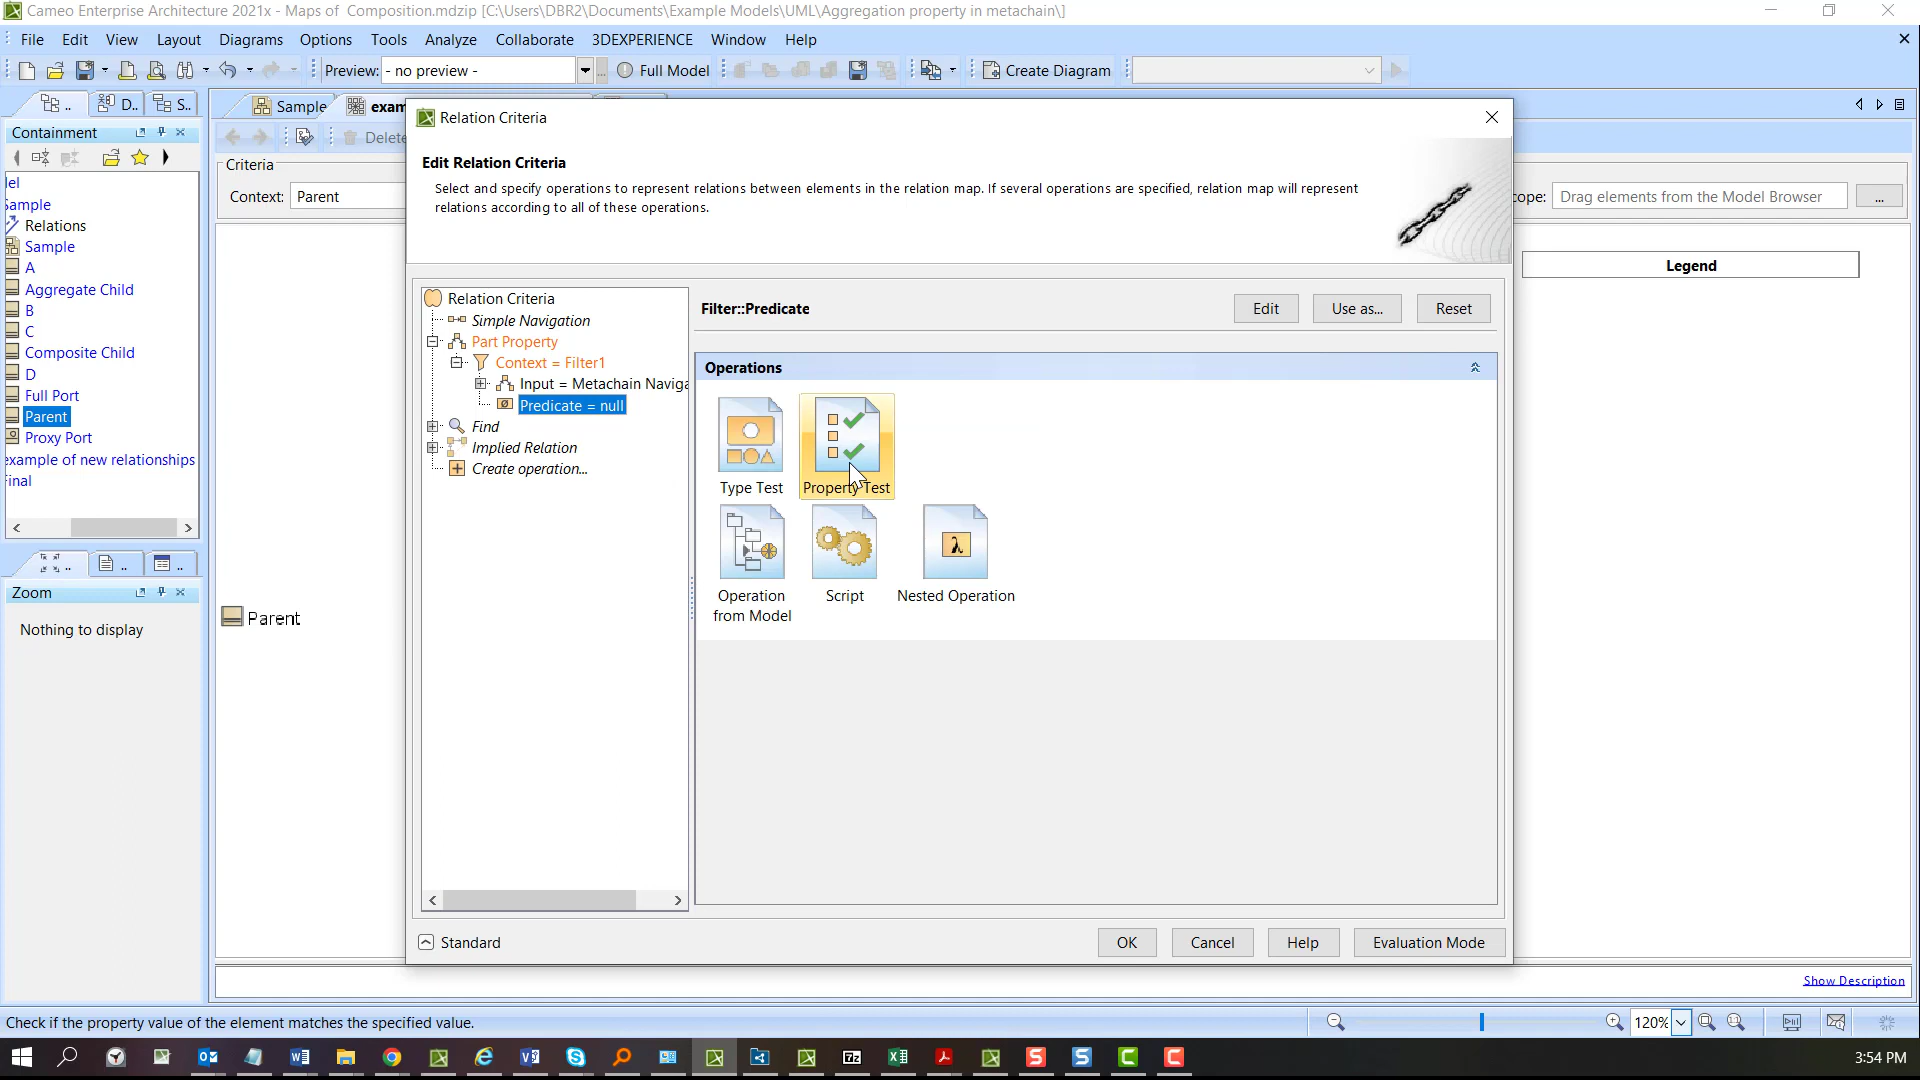 Cameo Enterprise Architecture 2021x - Maps of Composition.mdzip [C:\Users\DBR2\Documents\Example Models\UML\Aggregation property in metachain\]
File Edit View Layout Diagrams Options Tools Analyze Collaborate 3DEXPERIENCE Window Help
Preview: - no preview - ... Full Model Create Diagram
.. D.. S.. Sample exam
Containment
Delete
Criteria
Context: Parent
ope: Drag elements from the Model Browser ...
lel
Sample
Relations
Sample
A
Aggregate Child
B
C
Composite Child
D
Full Port
Parent
Proxy Port
example of new relationships
Final
.. .. ..
Zoom
Nothing to display
Parent
Legend
Relation Criteria
Edit Relation Criteria
Select and specify operations to represent relations between elements in the relation map. If several operations are specified, relation map will represent
relations according to all of these operations.
Relation Criteria
Simple Navigation
Part Property
Context = Filter1
Input = Metachain Naviga
Predicate = null
Find
Implied Relation
Create operation...
Filter::Predicate Edit Use as... Reset
Operations
Type Test Property Test
Operation
from Model
Script Nested Operation
Standard OK Cancel Help Evaluation Mode
Show Description
Check if the property value of the element matches the specified value. 120%
3:54 PM